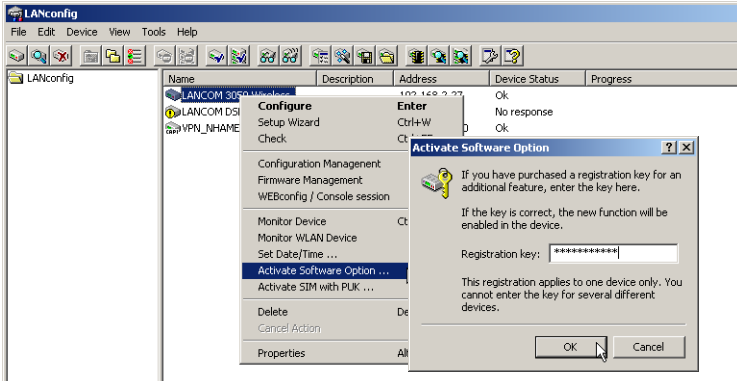 LANconfig
File Edit Device View Tools Help
LANconfig
Name Description Address Device Status Progress
LANCOM 3050 Wireless 192.168.2.27 Ok
LANCOM DSL No response
VPN_NHAME 0 Ok
Configure Enter
Setup Wizard Ctrl+W
Check
Configuration Management
Firmware Management
WEBconfig / Console session
Monitor Device
Monitor WLAN Device
Set Date/Time ...
Activate Software Option ...
Activate SIM with PUK ...
Delete
Cancel Action
Properties
Activate Software Option
If you have purchased a registration key for an
additional feature, enter the key here.
If the key is correct, the new function will be
enabled in the device.
Registration key: ***********
This registration applies to one device only. You
cannot enter the key for several different
devices.
OK Cancel